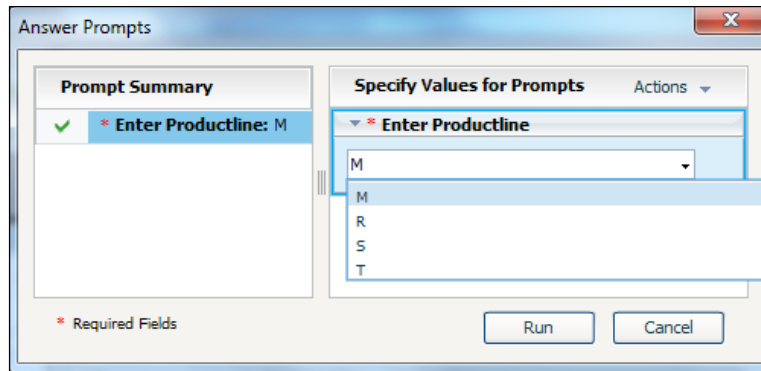 Answer Prompts
Prompt Summary
* Enter Productline: M
Specify Values for Prompts
Actions
* Enter Productline
M
M
R
S
T
* Required Fields
Run
Cancel